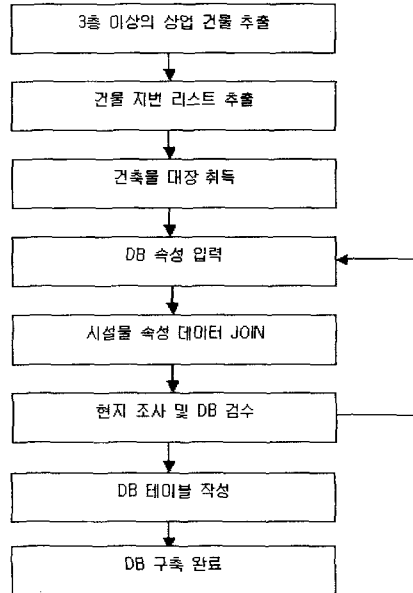 3층 이상의 상업 건물 추출
건물 지번 리스트 추출
건축물 대장 취득
DB 속성 입력
시설물 속성 데이터 JOIN
현지 조사 및 DB 검수
DB 테이블 작성
DB 구축 완료